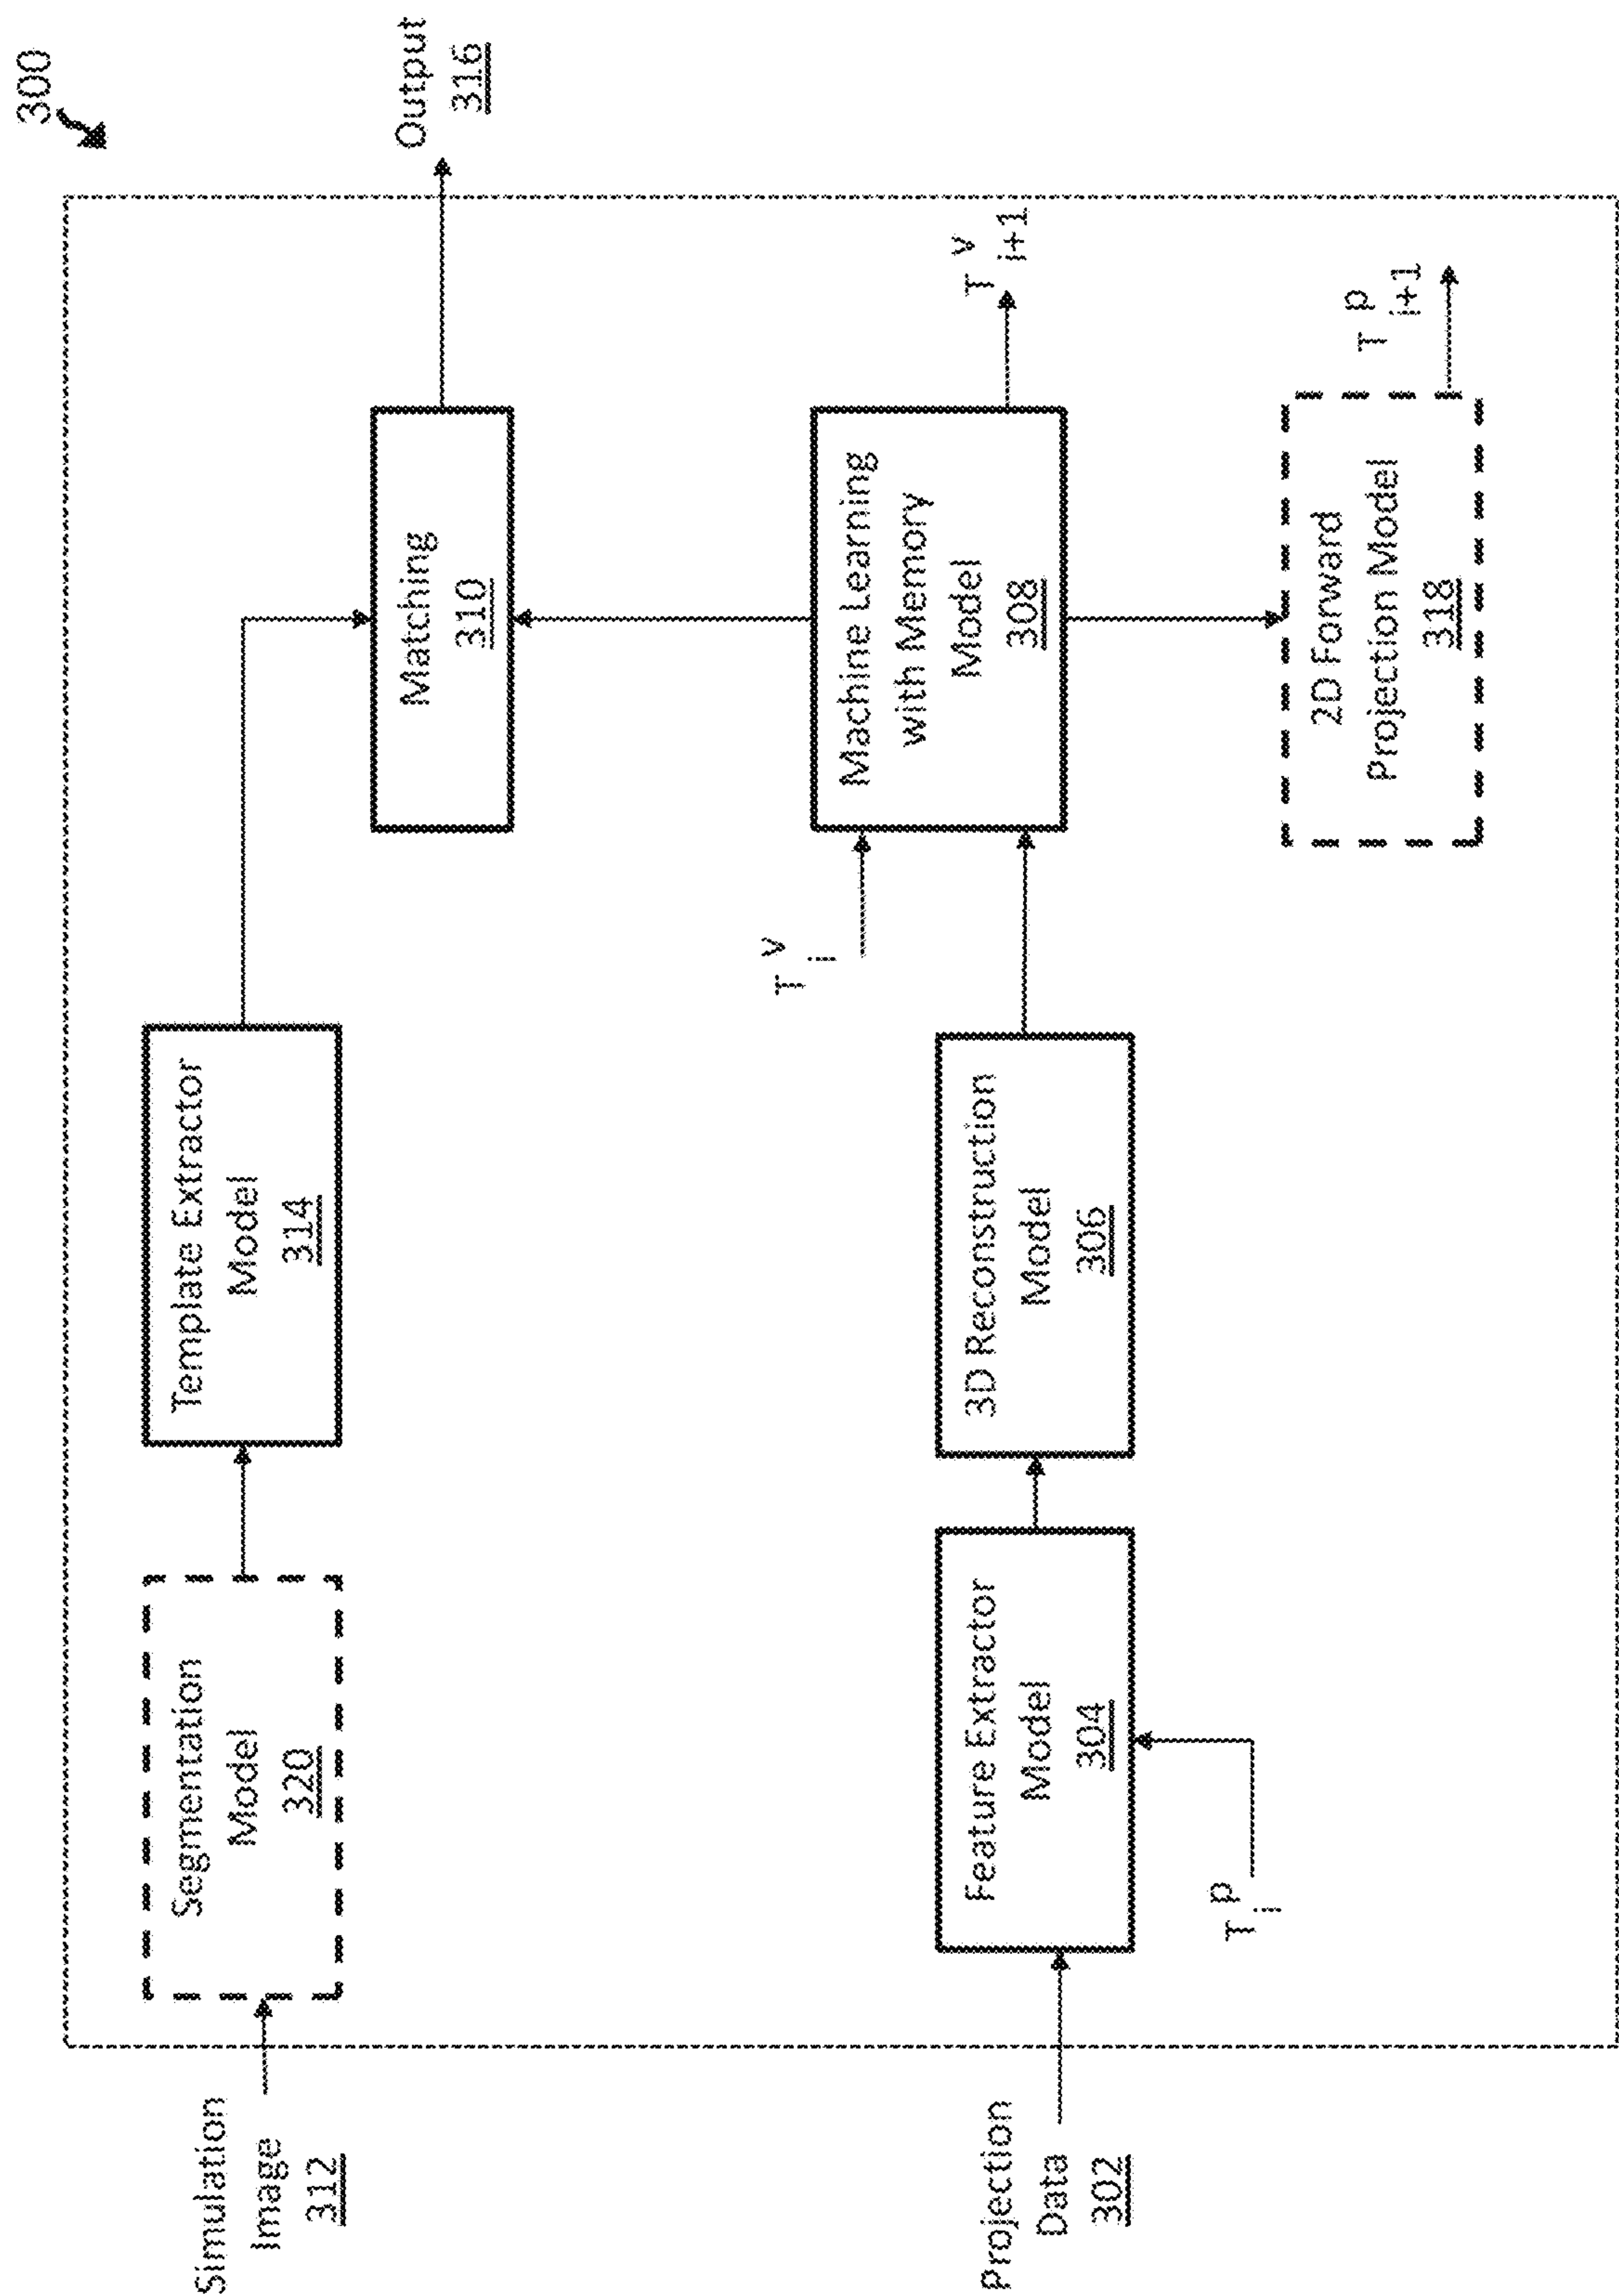 300
Simulation
Image
312
Segmentation
Model
320
Template Extractor
Model
314
Matching
310
Output
316
Projection
Data
302
T p
i
Feature Extractor
Model
304
3D Reconstruction
Model
306
T v
i
Machine Learning
with Memory
Model
308
T v
i+1
2D Forward
Projection Model
318
T p
i+1